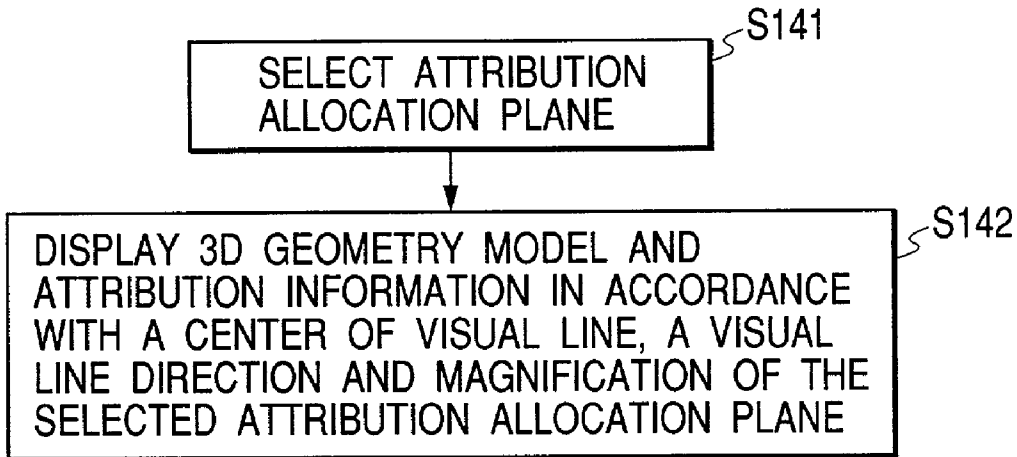 S141
SELECT ATTRIBUTION
ALLOCATION PLANE
S142
DISPLAY 3D GEOMETRY MODEL AND
ATTRIBUTION INFORMATION IN ACCORDANCE
WITH A CENTER OF VISUAL LINE, A VISUAL
LINE DIRECTION AND MAGNIFICATION OF THE
SELECTED ATTRIBUTION ALLOCATION PLANE